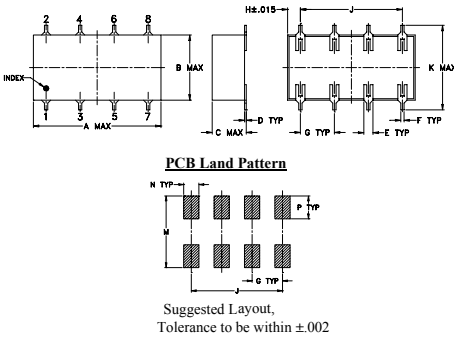 2 4 6 8
H±.015
J
INDEX
B MAX
K MAX
1 3 5 7
A MAX
C MAX
D TYP
G TYP
E TYP
F TYP
PCB Land Pattern
N TYP
P TYP
M
G TYP
J
Suggested Layout,
Tolerance to be within ±.002